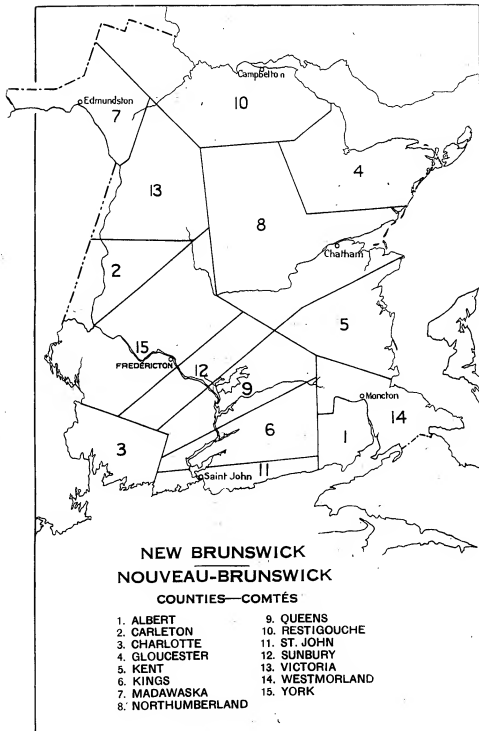 Campbelton
10
Edmundston
7
4
13
8
Chatham
2
5
15
FREDERICTON
12
9
Moncton
14
6
1
3
11
Saint John
NEW BRUNSWICK
NOUVEAU-BRUNSWICK
COUNTIES—COMTÉS
1. ALBERT
2. CARLETON
3. CHARLOTTE
4. GLOUCESTER
5. KENT
6. KINGS
7. MADAWASKA
8. NORTHUMBERLAND
9. QUEENS
10. RESTIGOUCHE
11. ST. JOHN
12. SUNBURY
13. VICTORIA
14. WESTMORLAND
15. YORK